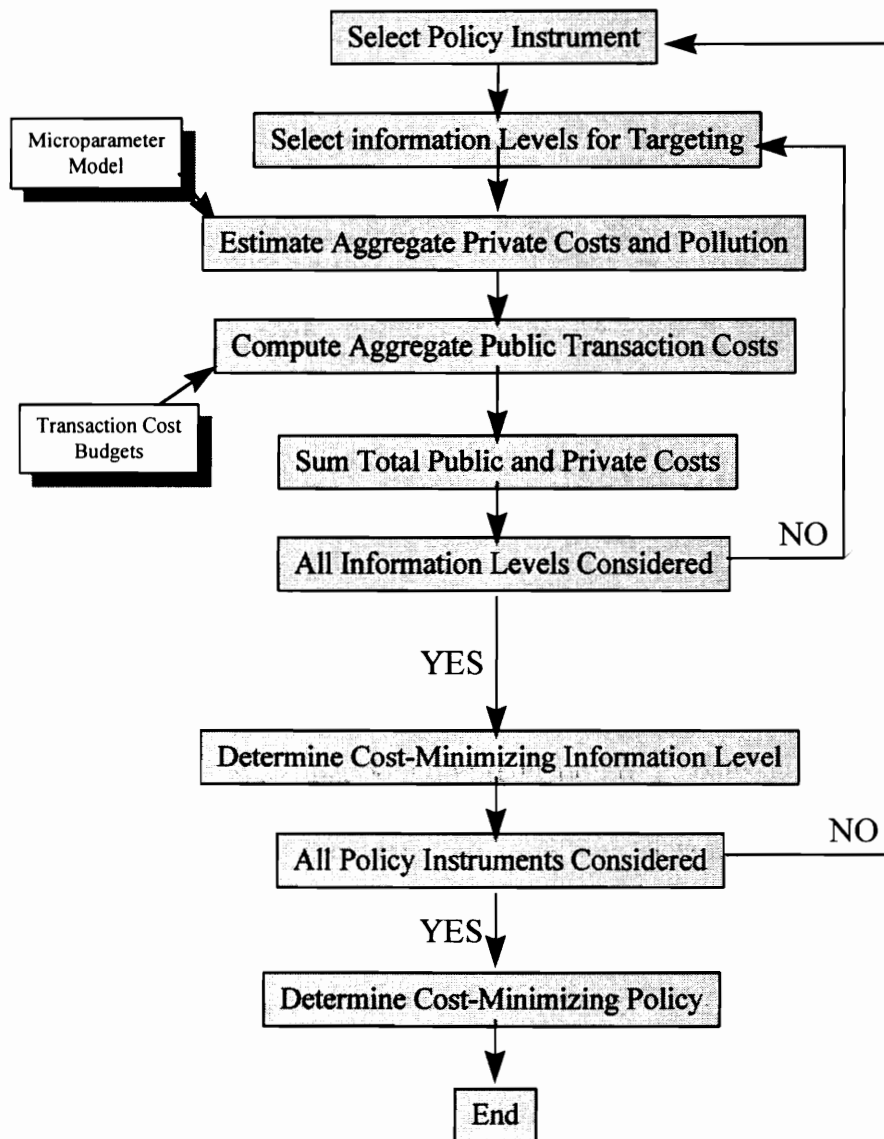 Select Policy Instrument
Select information Levels for Targeting
Microparameter
Model
Estimate Aggregate Private Costs and Pollution
Compute Aggregate Public Transaction Costs
Transaction Cost
Budgets
Sum Total Public and Private Costs
NO
All Information Levels Considered
YES
Determine Cost-Minimizing Information Level
NO
All Policy Instruments Considered
YES
Determine Cost-Minimizing Policy
End